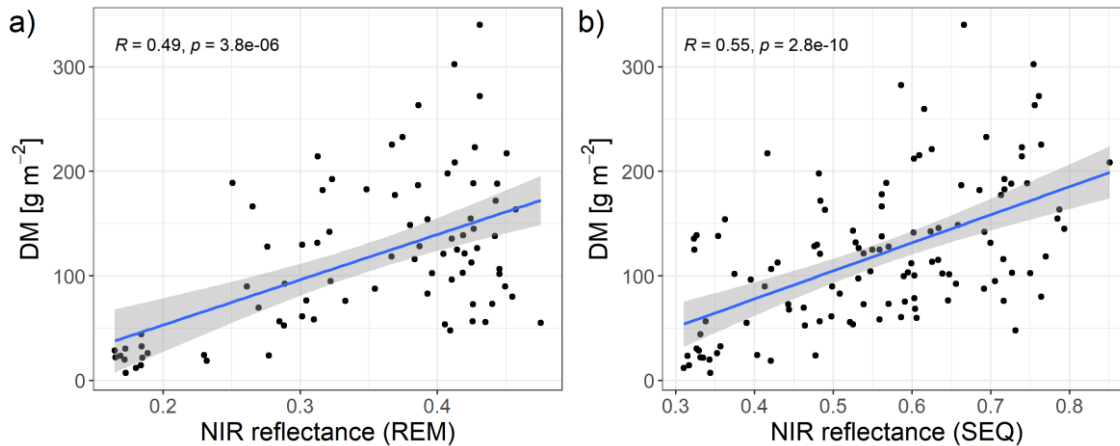 a)
R = 0.49, p = 3.8e-06
DM [g m⁻²]
300
200
100
0
0.2 0.3 0.4
NIR reflectance (REM)
b)
R = 0.55, p = 2.8e-10
DM [g m⁻²]
300
200
100
0
0.3 0.4 0.5 0.6 0.7 0.8
NIR reflectance (SEQ)